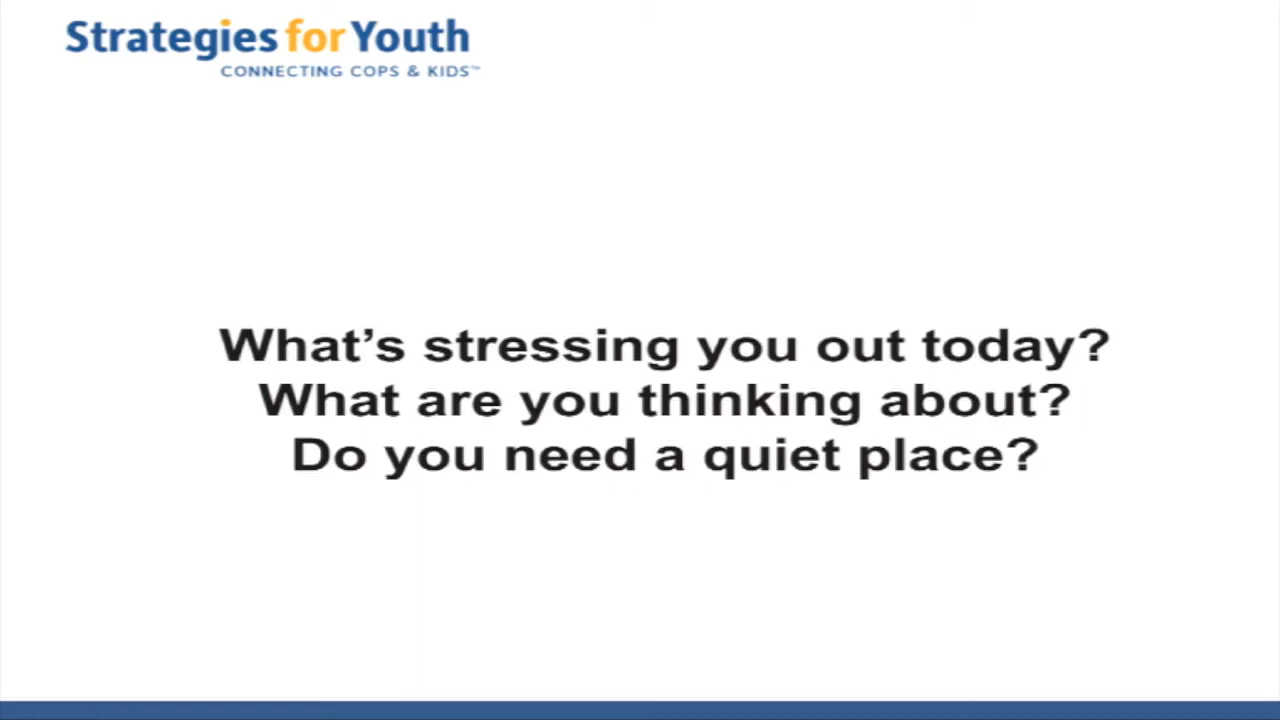 Strategies for Youth
CONNECTING COPS & KIDS™
What's stressing you out today?
What are you thinking about?
Do you need a quiet place?